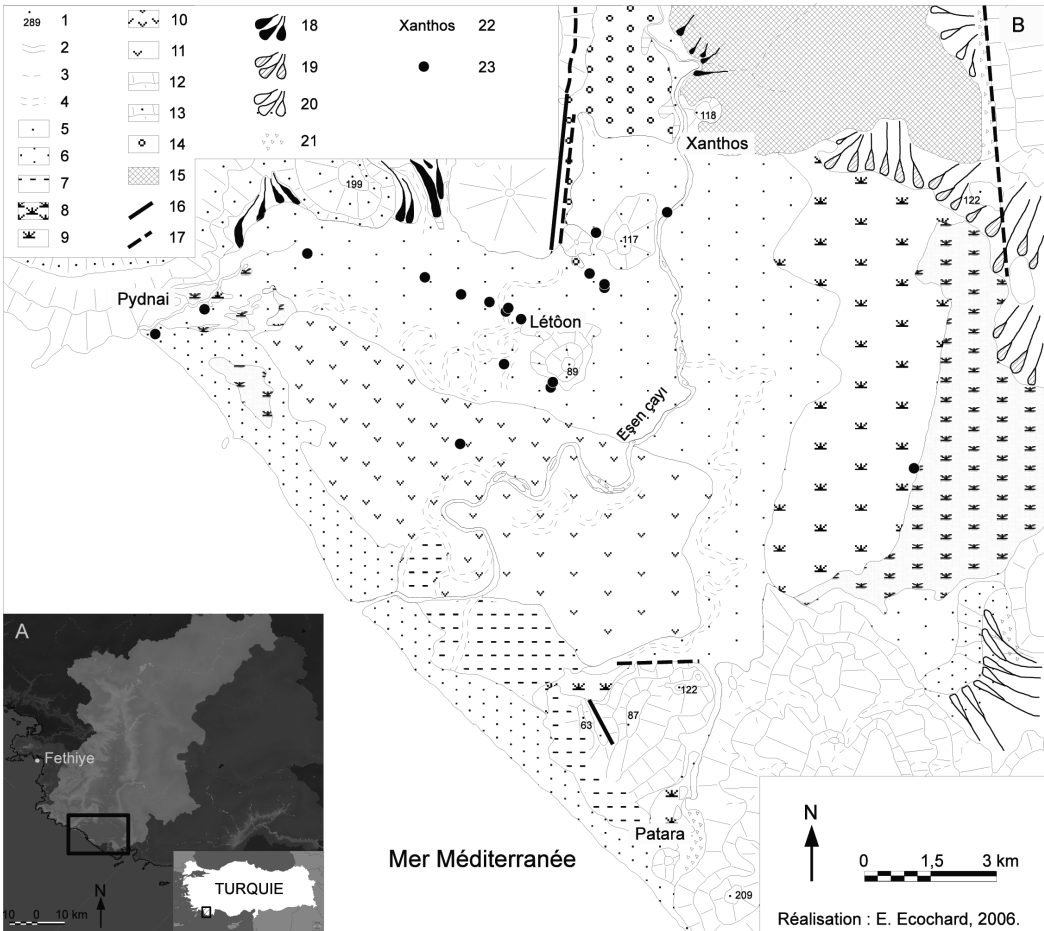 289 1
2
3
4
5
6
7
8
9
10
11
12
13
14
15
16
17
18
19
20
21
Xanthos 22
23
B
118
Xanthos
199
122
117
Pydnai
Létôon
89
Eşen çayı
122
87
63
Patara
209
Mer Méditerranée
A
Fethiye
N
10 0 10 km
TURQUIE
N
0 1,5 3 km
Réalisation : E. Ecochard, 2006.